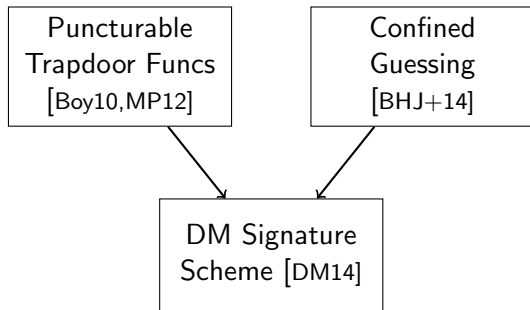 Puncturable
Trapdoor Funcs
[Boy10,MP12]
Confined
Guessing
[BHJ+14]
DM Signature
Scheme [DM14]